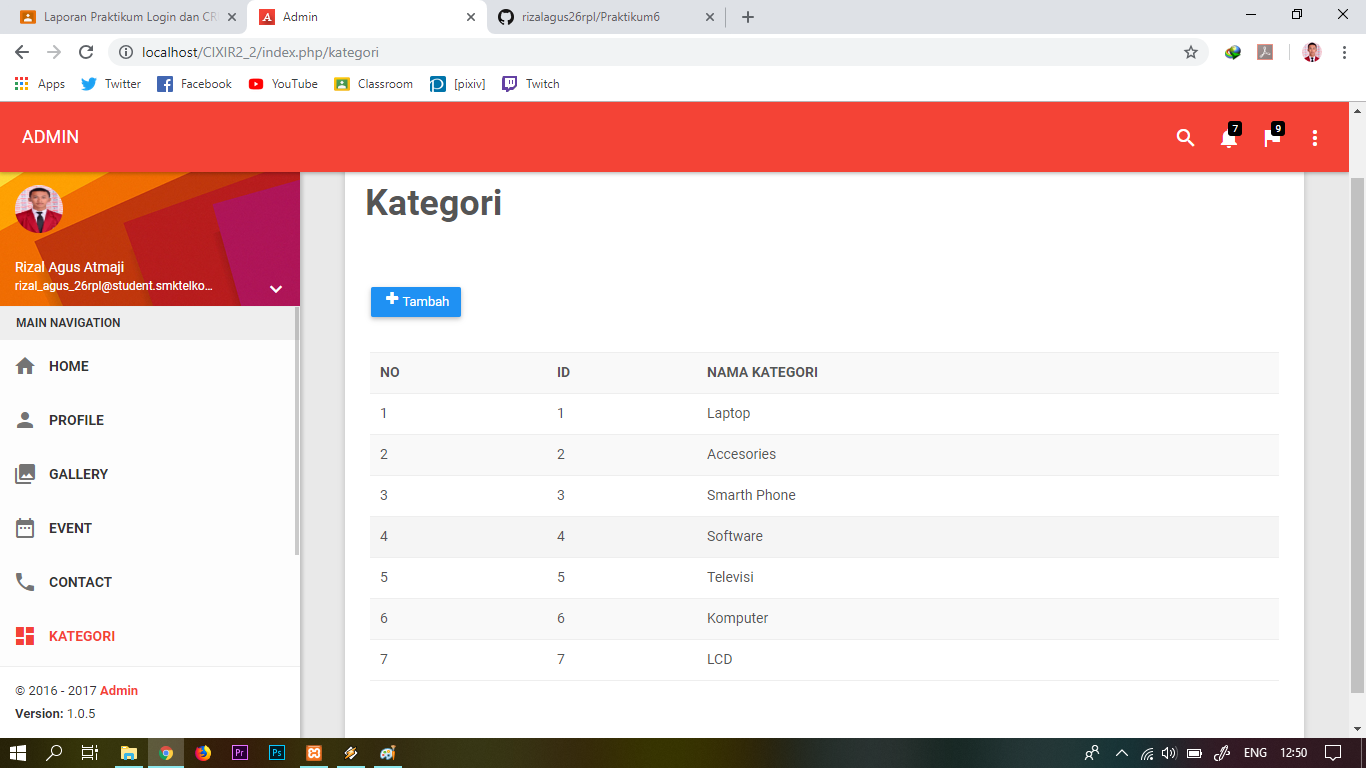 Laporan Praktikum Login dan CR
Admin
rizalagus26rpl/Praktikum6
localhost/CIXIR2_2/index.php/kategori
Apps
Twitter
Facebook
YouTube
Classroom
[pixiv]
Twitch
ADMIN
7
9
Rizal Agus Atmaji
rizal_agus_26rpl@student.smktelko...
MAIN NAVIGATION
HOME
PROFILE
GALLERY
EVENT
CONTACT
KATEGORI
© 2016 - 2017 Admin
Version: 1.0.5
Kategori
Tambah
NO ID NAMA KATEGORI
1 1 Laptop
2 2 Accesories
3 3 Smarth Phone
4 4 Software
5 5 Televisi
6 6 Komputer
7 7 LCD
Pr
Ps
ENG
12:50